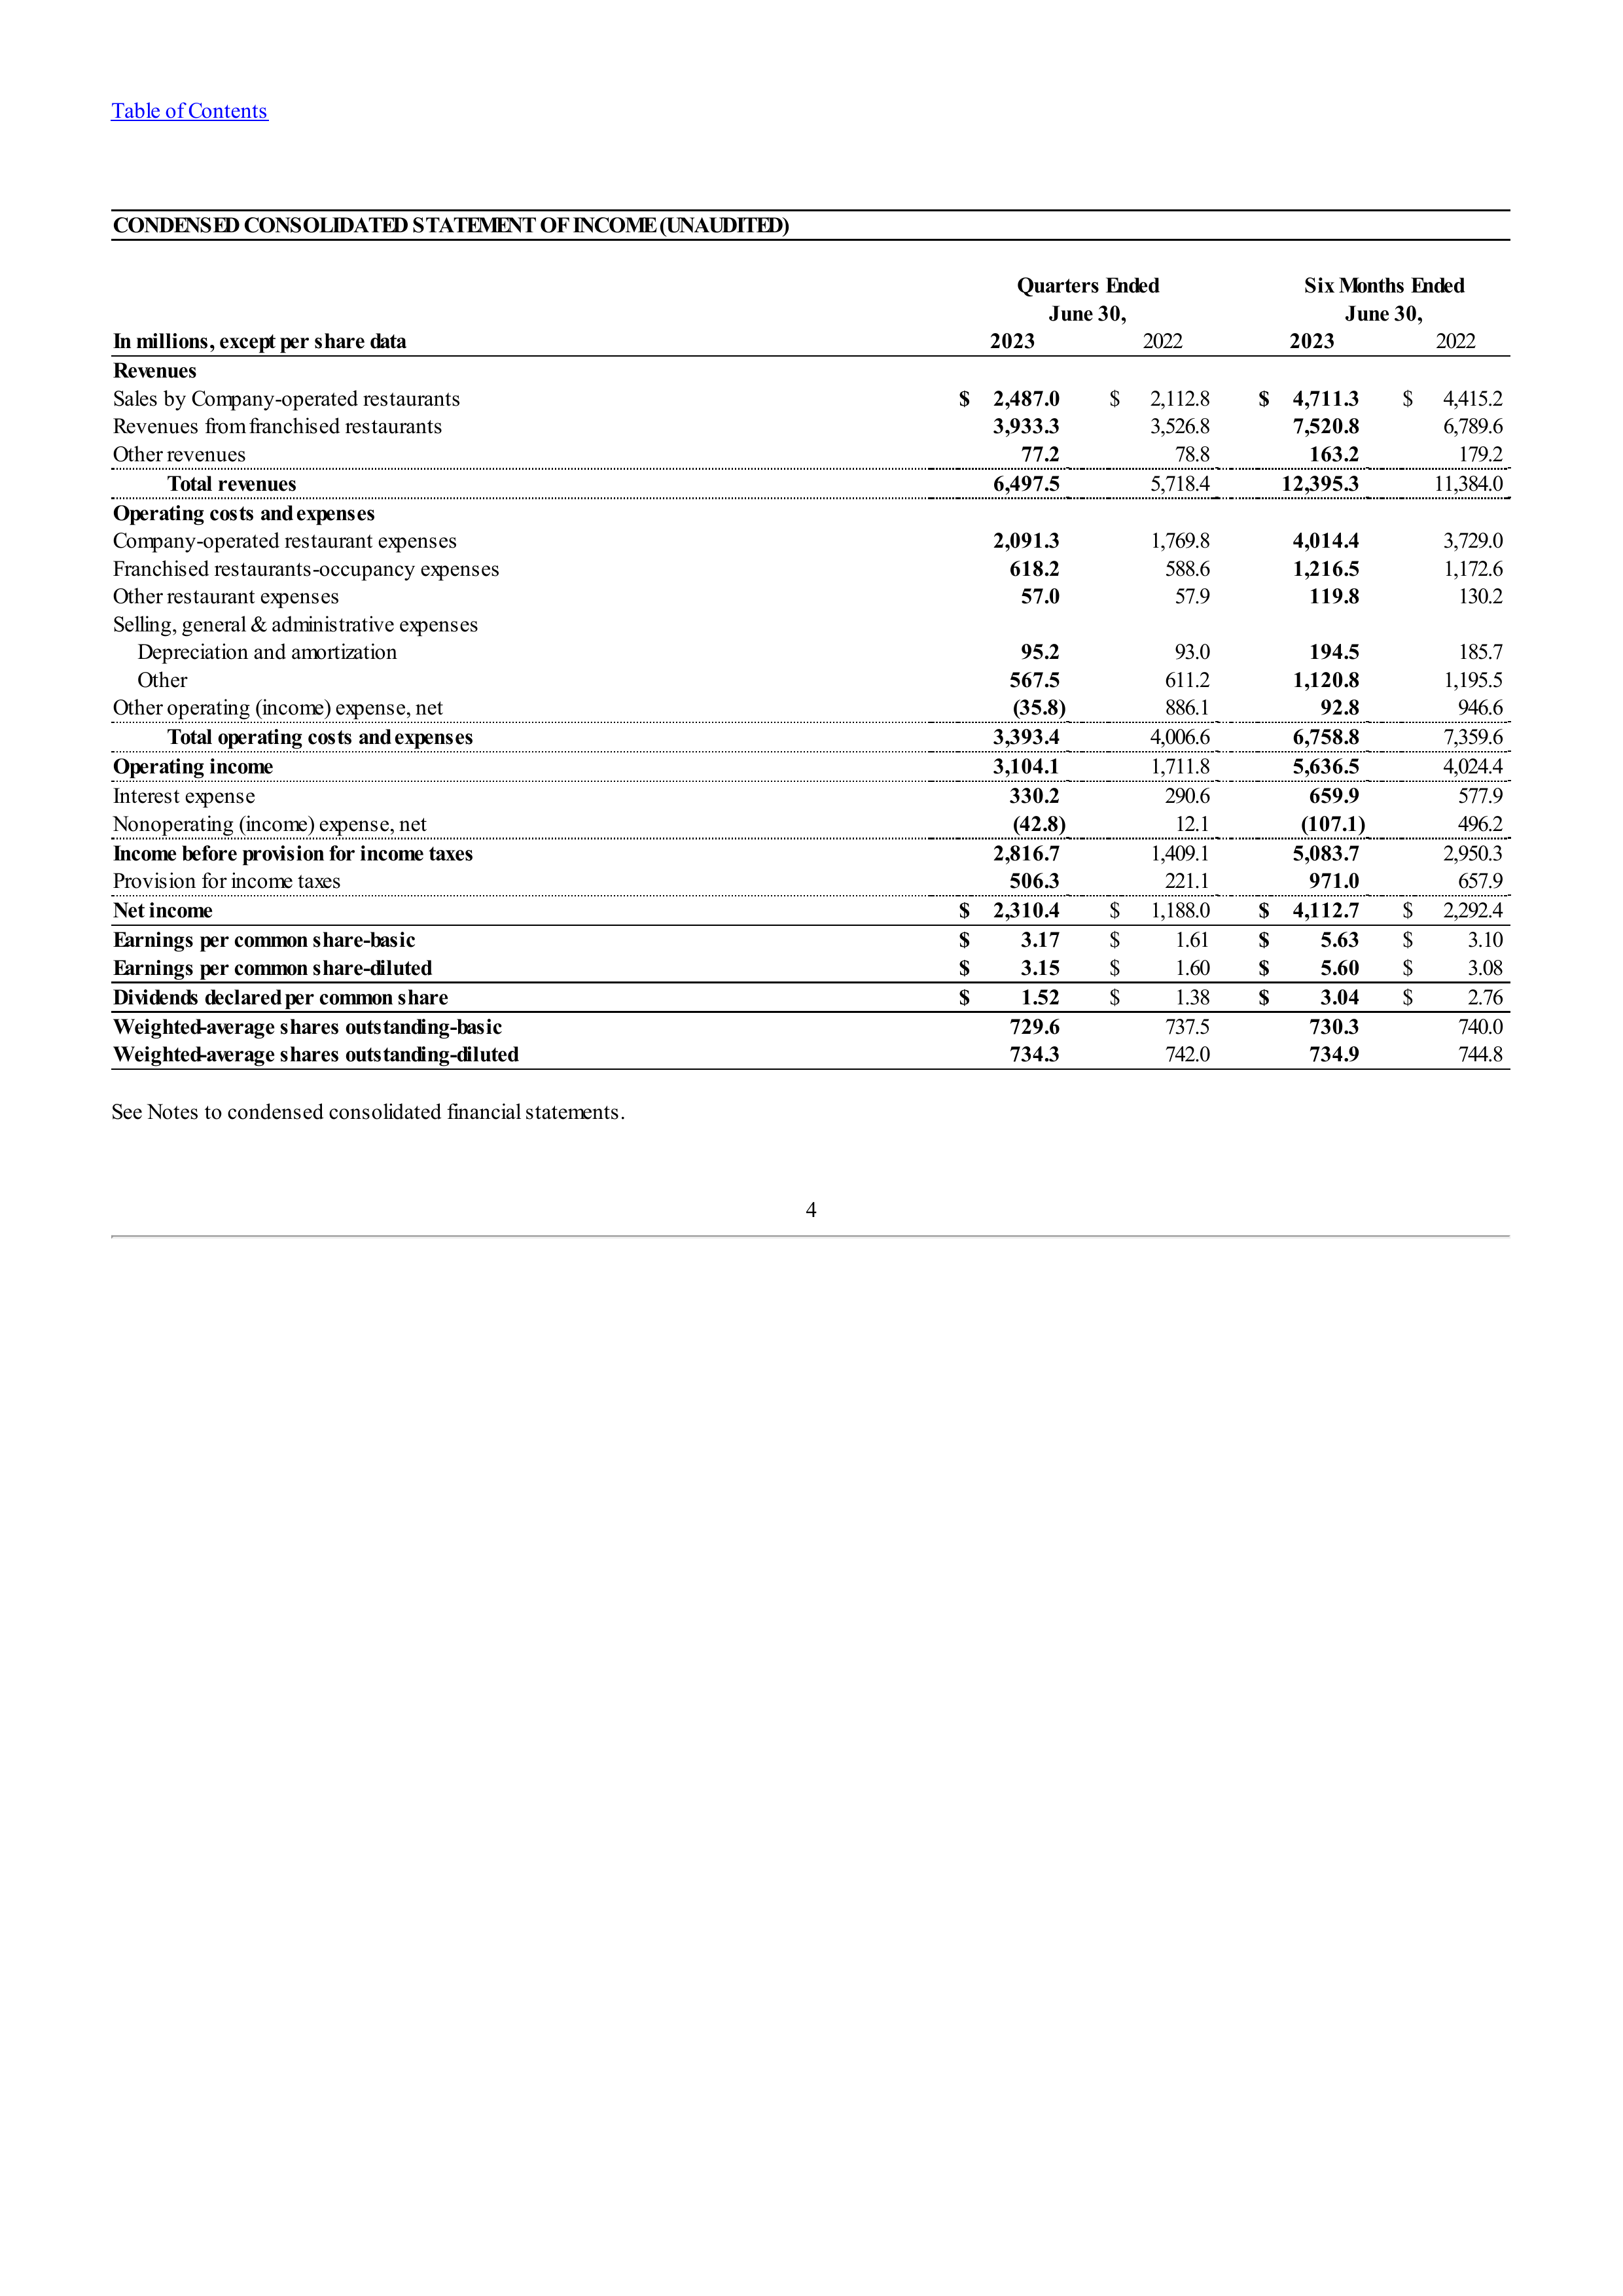 Table of Contents
CONDENSED CONSOLIDATED STATEMENT OF INCOME (UNAUDITED)
Quarters Ended Six Months Ended
June 30, June 30,
In millions, except per share data 2023 2022 2023 2022
Revenues
Sales by Company-operated restaurants $ 2,487.0 $ 2,112.8 $ 4,711.3 $ 4,415.2
Revenues from franchised restaurants 3,933.3 3,526.8 7,520.8 6,789.6
Other revenues 77.2 78.8 163.2 179.2
Total revenues 6,497.5 5,718.4 12,395.3 11,384.0
Operating costs and expenses
Company-operated restaurant expenses 2,091.3 1,769.8 4,014.4 3,729.0
Franchised restaurants-occupancy expenses 618.2 588.6 1,216.5 1,172.6
Other restaurant expenses 57.0 57.9 119.8 130.2
Selling, general & administrative expenses
Depreciation and amortization 95.2 93.0 194.5 185.7
Other 567.5 611.2 1,120.8 1,195.5
Other operating (income) expense, net (35.8) 886.1 92.8 946.6
Total operating costs and expenses 3,393.4 4,006.6 6,758.8 7,359.6
Operating income 3,104.1 1,711.8 5,636.5 4,024.4
Interest expense 330.2 290.6 659.9 577.9
Nonoperating (income) expense, net (42.8) 12.1 (107.1) 496.2
Income before provision for income taxes 2,816.7 1,409.1 5,083.7 2,950.3
Provision for income taxes 506.3 221.1 971.0 657.9
Net income $ 2,310.4 $ 1,188.0 $ 4,112.7 $ 2,292.4
Earnings per common share-basic $ 3.17 $ 1.61 $ 5.63 $ 3.10
Earnings per common share-diluted $ 3.15 $ 1.60 $ 5.60 $ 3.08
Dividends declared per common share $ 1.52 $ 1.38 $ 3.04 $ 2.76
Weighted-average shares outstanding-basic 729.6 737.5 730.3 740.0
Weighted-average shares outstanding-diluted 734.3 742.0 734.9 744.8
See Notes to condensed consolidated financial statements.
4